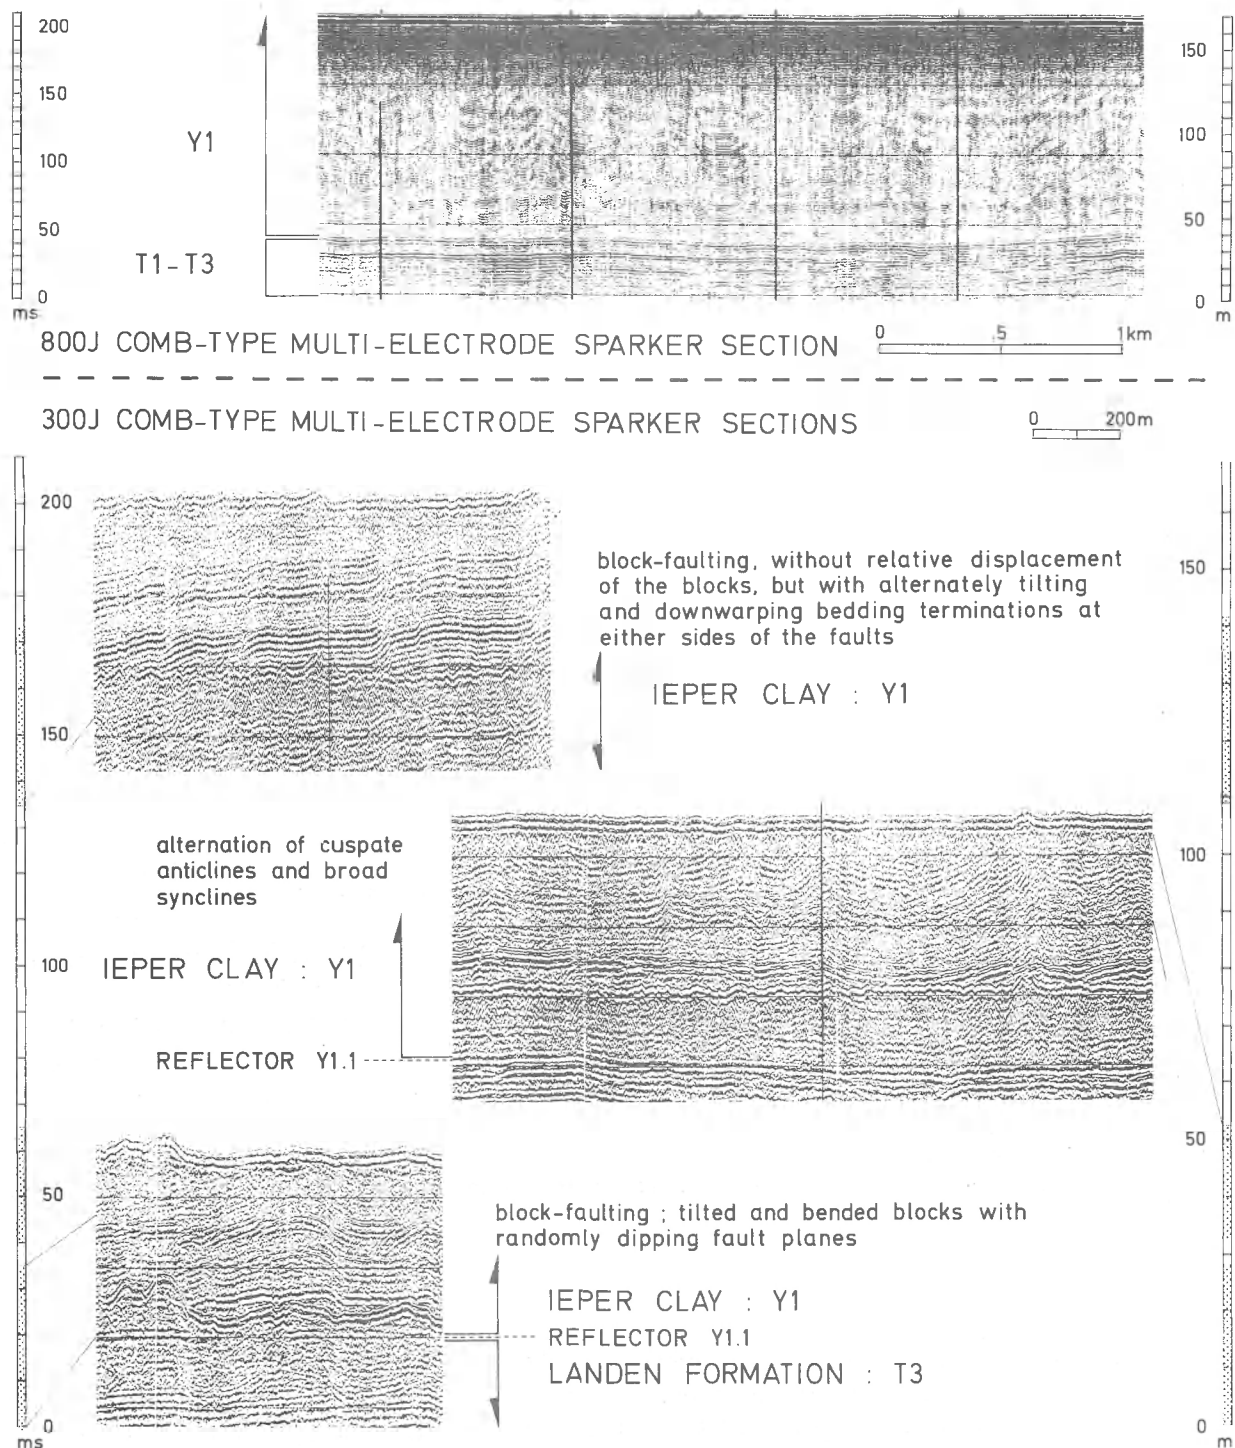 200
150
100
50
0
ms
Y1
T1-T3
150
100
50
0
m
800J COMB-TYPE MULTI-ELECTRODE SPARKER SECTION
0 .5 1km
300J COMB-TYPE MULTI-ELECTRODE SPARKER SECTIONS
0 200m
200
150
100
50
0
ms
block-faulting, without relative displacement
of the blocks, but with alternately tilting
and downwarping bedding terminations at
either sides of the faults
IEPER CLAY : Y1
150
100
50
0
m
alternation of cuspate
anticlines and broad
synclines
IEPER CLAY : Y1
REFLECTOR Y1.1
block-faulting ; tilted and bended blocks with
randomly dipping fault planes
IEPER CLAY : Y1
REFLECTOR Y1.1
LANDEN FORMATION : T3